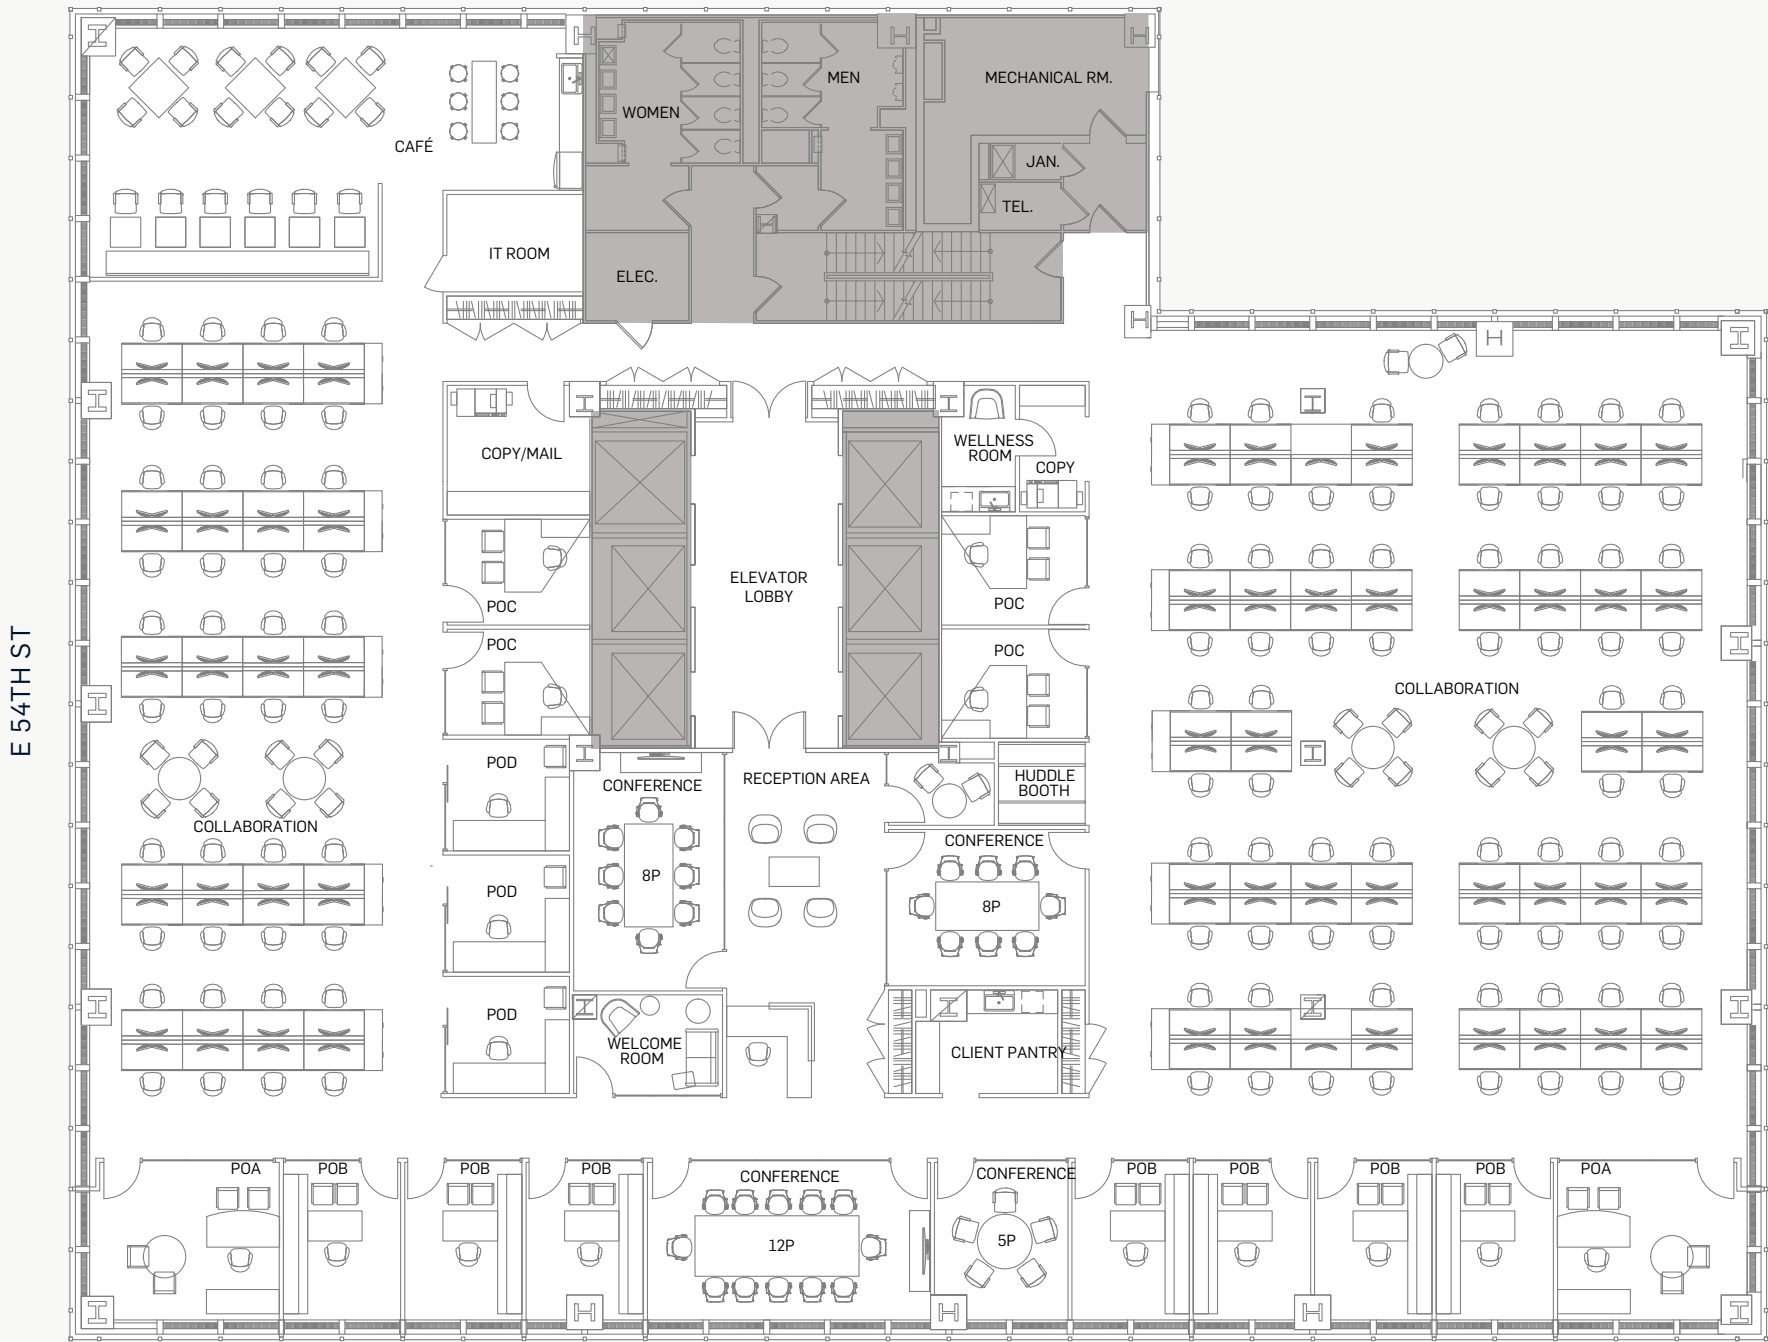 MEN
MECHANICAL RM.
WOMEN
CAFÉ
JAN.
TEL.
IT ROOM
ELEC.
WELLNESS
ROOM
COPY/MAIL
COPY
ELEVATOR
LOBBY
POC
POC
POC
POC
E 54TH ST
COLLABORATION
POD
CONFERENCE
RECEPTION AREA
HUDDLE
BOOTH
COLLABORATION
CONFERENCE
8P
POD
8P
POD
WELCOME
ROOM
CLIENT PANTRY
POA
POB
POB
POB
CONFERENCE
CONFERENCE
POB
POB
POB
POB
POA
12P
5P